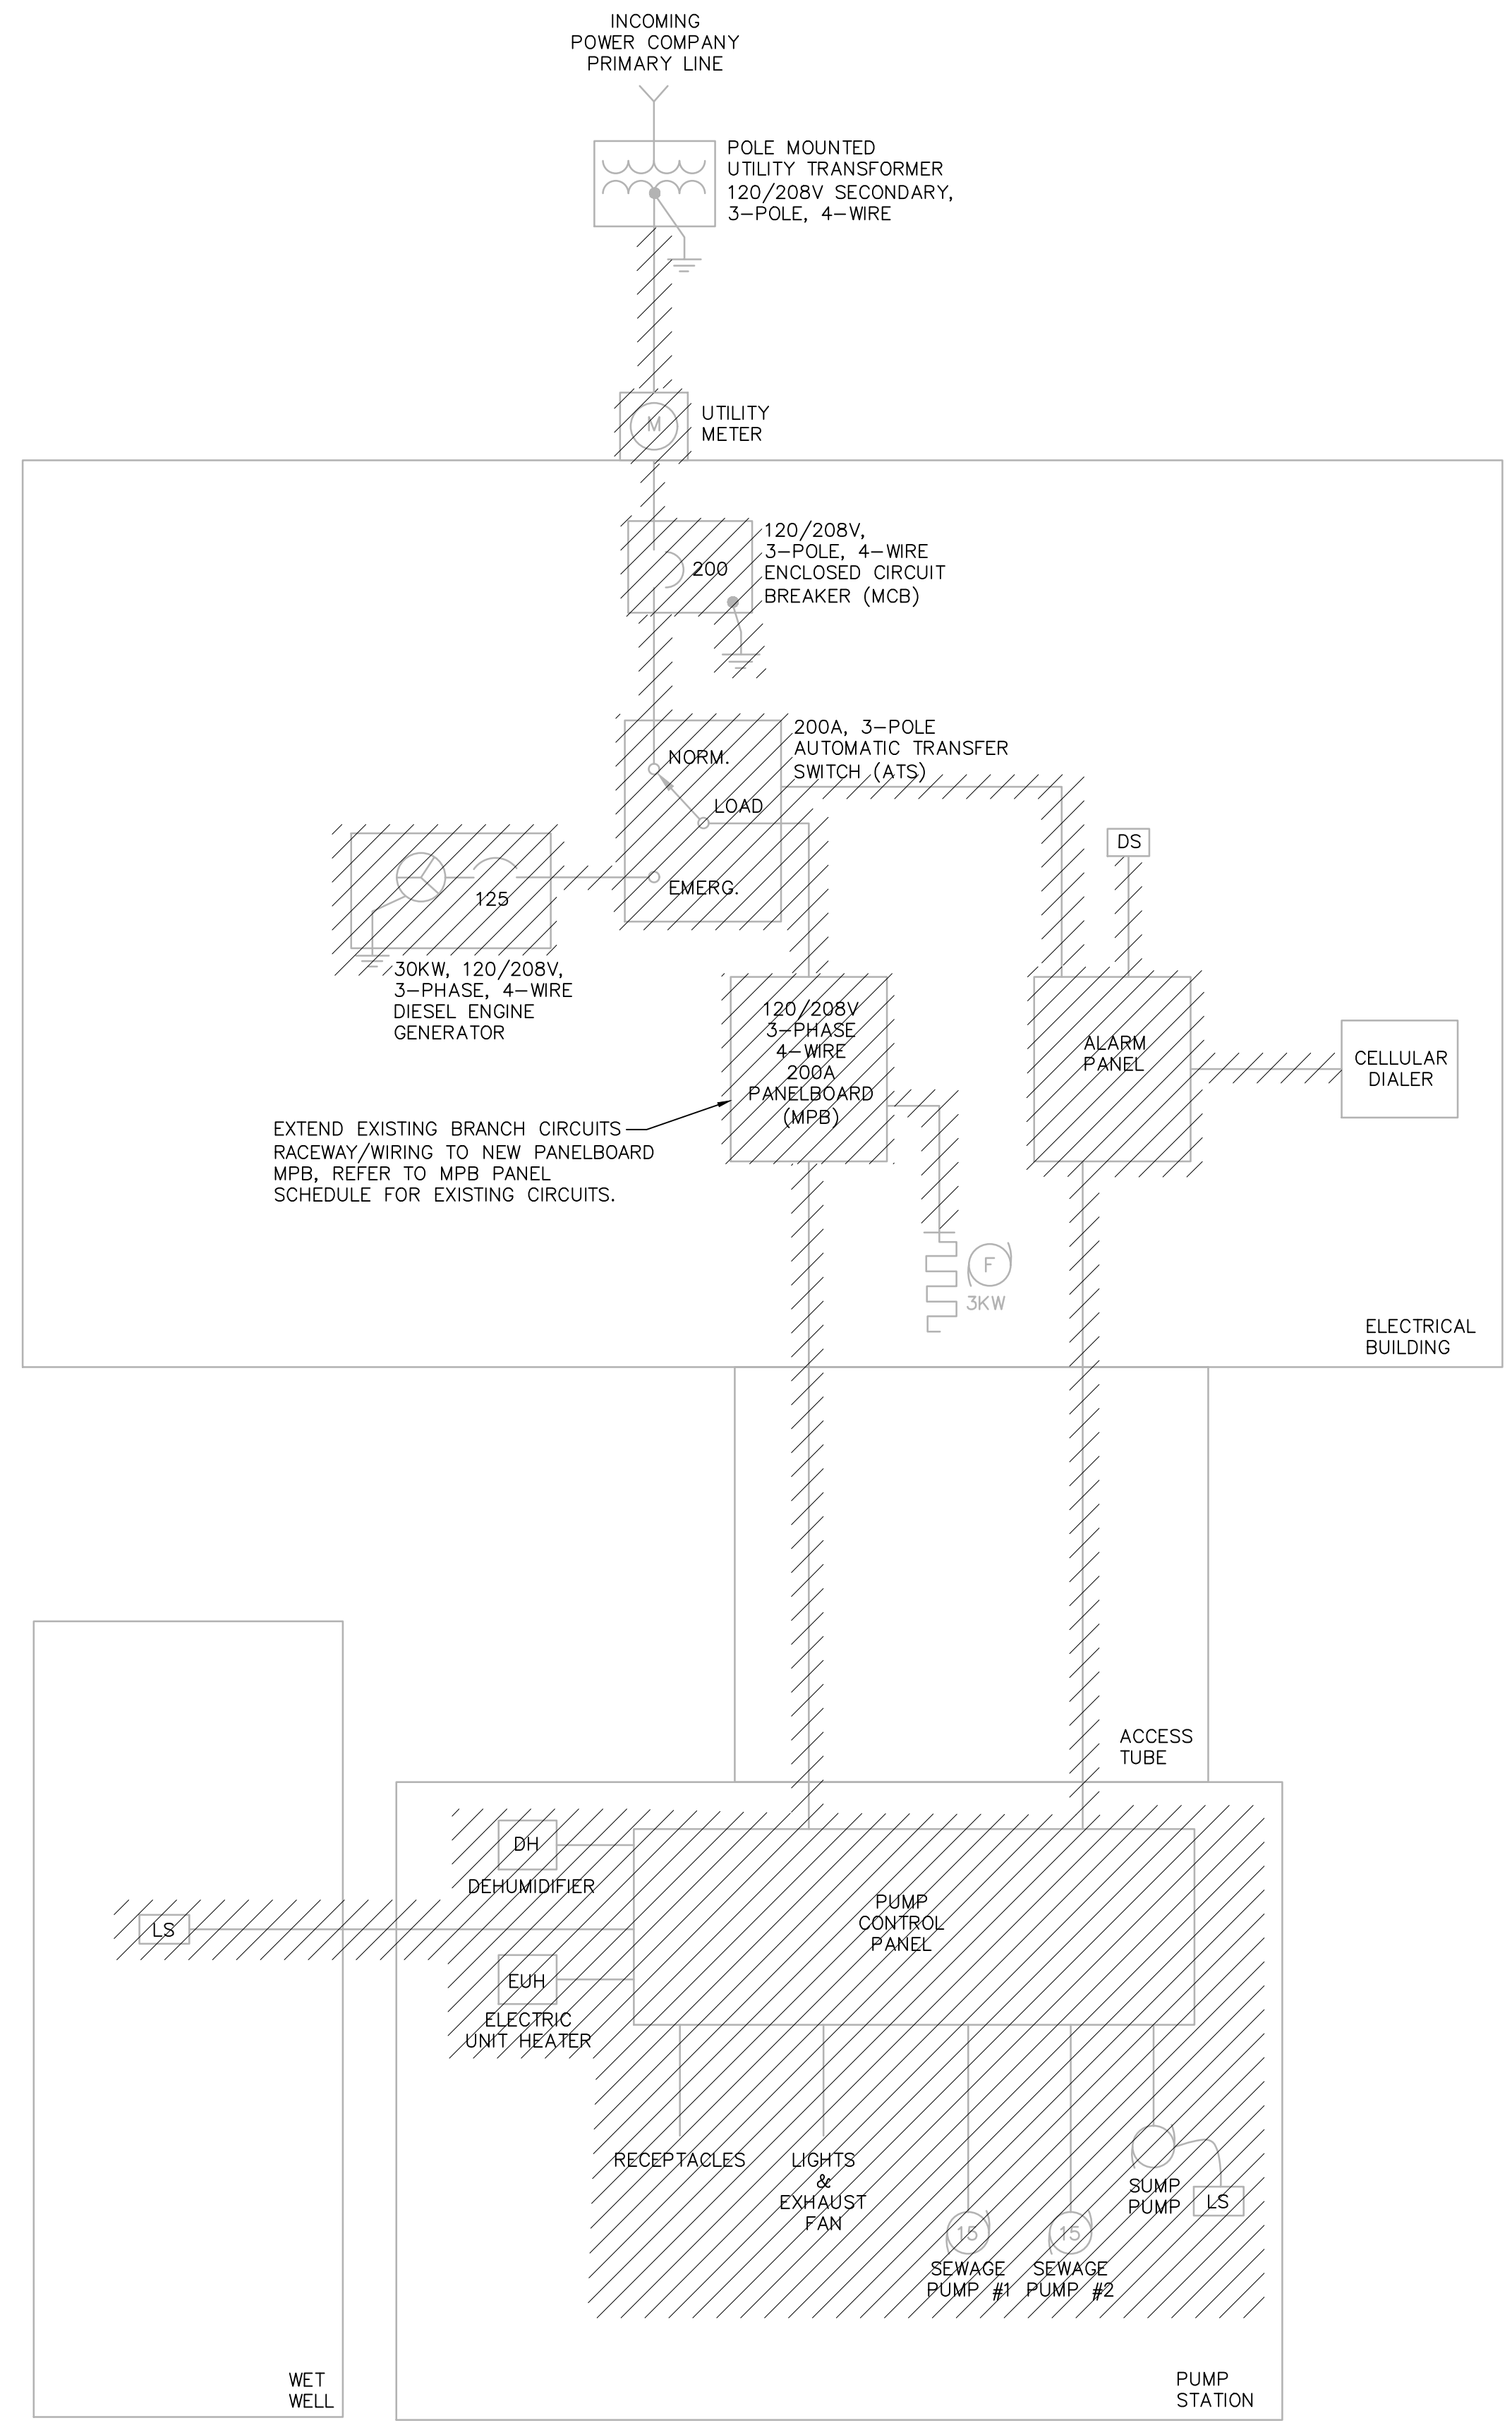 INCOMING
POWER COMPANY
PRIMARY LINE
POLE MOUNTED
UTILITY TRANSFORMER
120/208V SECONDARY,
3-POLE, 4-WIRE
UTILITY
METER
M
120/208V,
3-POLE, 4-WIRE
ENCLOSED CIRCUIT
BREAKER (MCB)
200
200A, 3-POLE
AUTOMATIC TRANSFER
SWITCH (ATS)
NORM.
LOAD
EMERG.
DS
125
30KW, 120/208V,
3-PHASE, 4-WIRE
DIESEL ENGINE
GENERATOR
120/208V
3-PHASE
4-WIRE
200A
PANELBOARD
(MPB)
ALARM
PANEL
CELLULAR
DIALER
EXTEND EXISTING BRANCH CIRCUITS
RACEWAY/WIRING TO NEW PANELBOARD
MPB, REFER TO MPB PANEL
SCHEDULE FOR EXISTING CIRCUITS.
F
3KW
ELECTRICAL
BUILDING
ACCESS
TUBE
DH
DEHUMIDIFIER
LS
PUMP
CONTROL
PANEL
EUH
ELECTRIC
UNIT HEATER
RECEPTACLES
LIGHTS
&
EXHAUST
FAN
SUMP
PUMP
LS
15
15
SEWAGE
PUMP #1
SEWAGE
PUMP #2
WET
WELL
PUMP
STATION